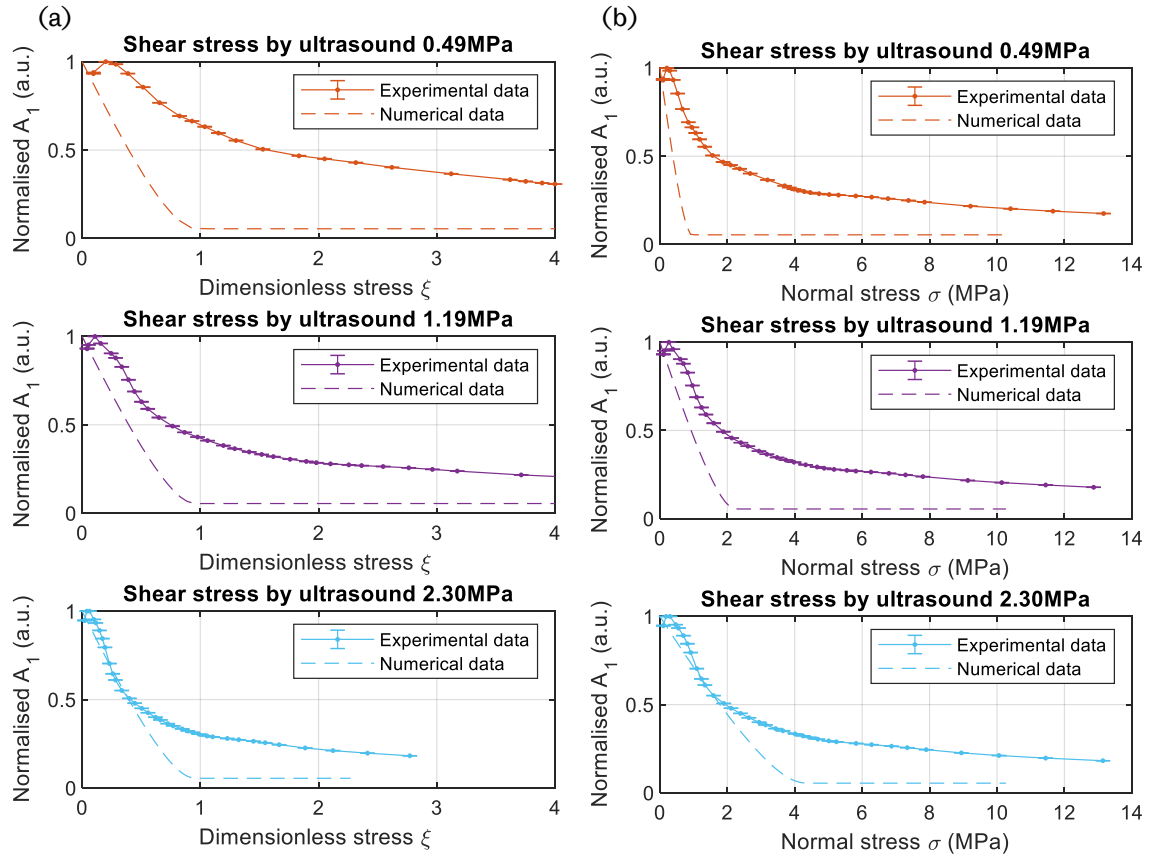 (a)
Shear stress by ultrasound 0.49MPa
Normalised A1 (a.u.)
1
0.5
0
Experimental data
Numerical data
0 1 2 3 4
Dimensionless stress ξ
Shear stress by ultrasound 1.19MPa
Normalised A1 (a.u.)
1
0.5
0
Experimental data
Numerical data
0 1 2 3 4
Dimensionless stress ξ
Shear stress by ultrasound 2.30MPa
Normalised A1 (a.u.)
1
0.5
0
Experimental data
Numerical data
0 1 2 3 4
Dimensionless stress ξ
(b)
Shear stress by ultrasound 0.49MPa
Normalised A1 (a.u.)
1
0.5
0
Experimental data
Numerical data
0 2 4 6 8 10 12 14
Normal stress σ (MPa)
Shear stress by ultrasound 1.19MPa
Normalised A1 (a.u.)
1
0.5
0
Experimental data
Numerical data
0 2 4 6 8 10 12 14
Normal stress σ (MPa)
Shear stress by ultrasound 2.30MPa
Normalised A1 (a.u.)
1
0.5
0
Experimental data
Numerical data
0 2 4 6 8 10 12 14
Normal stress σ (MPa)